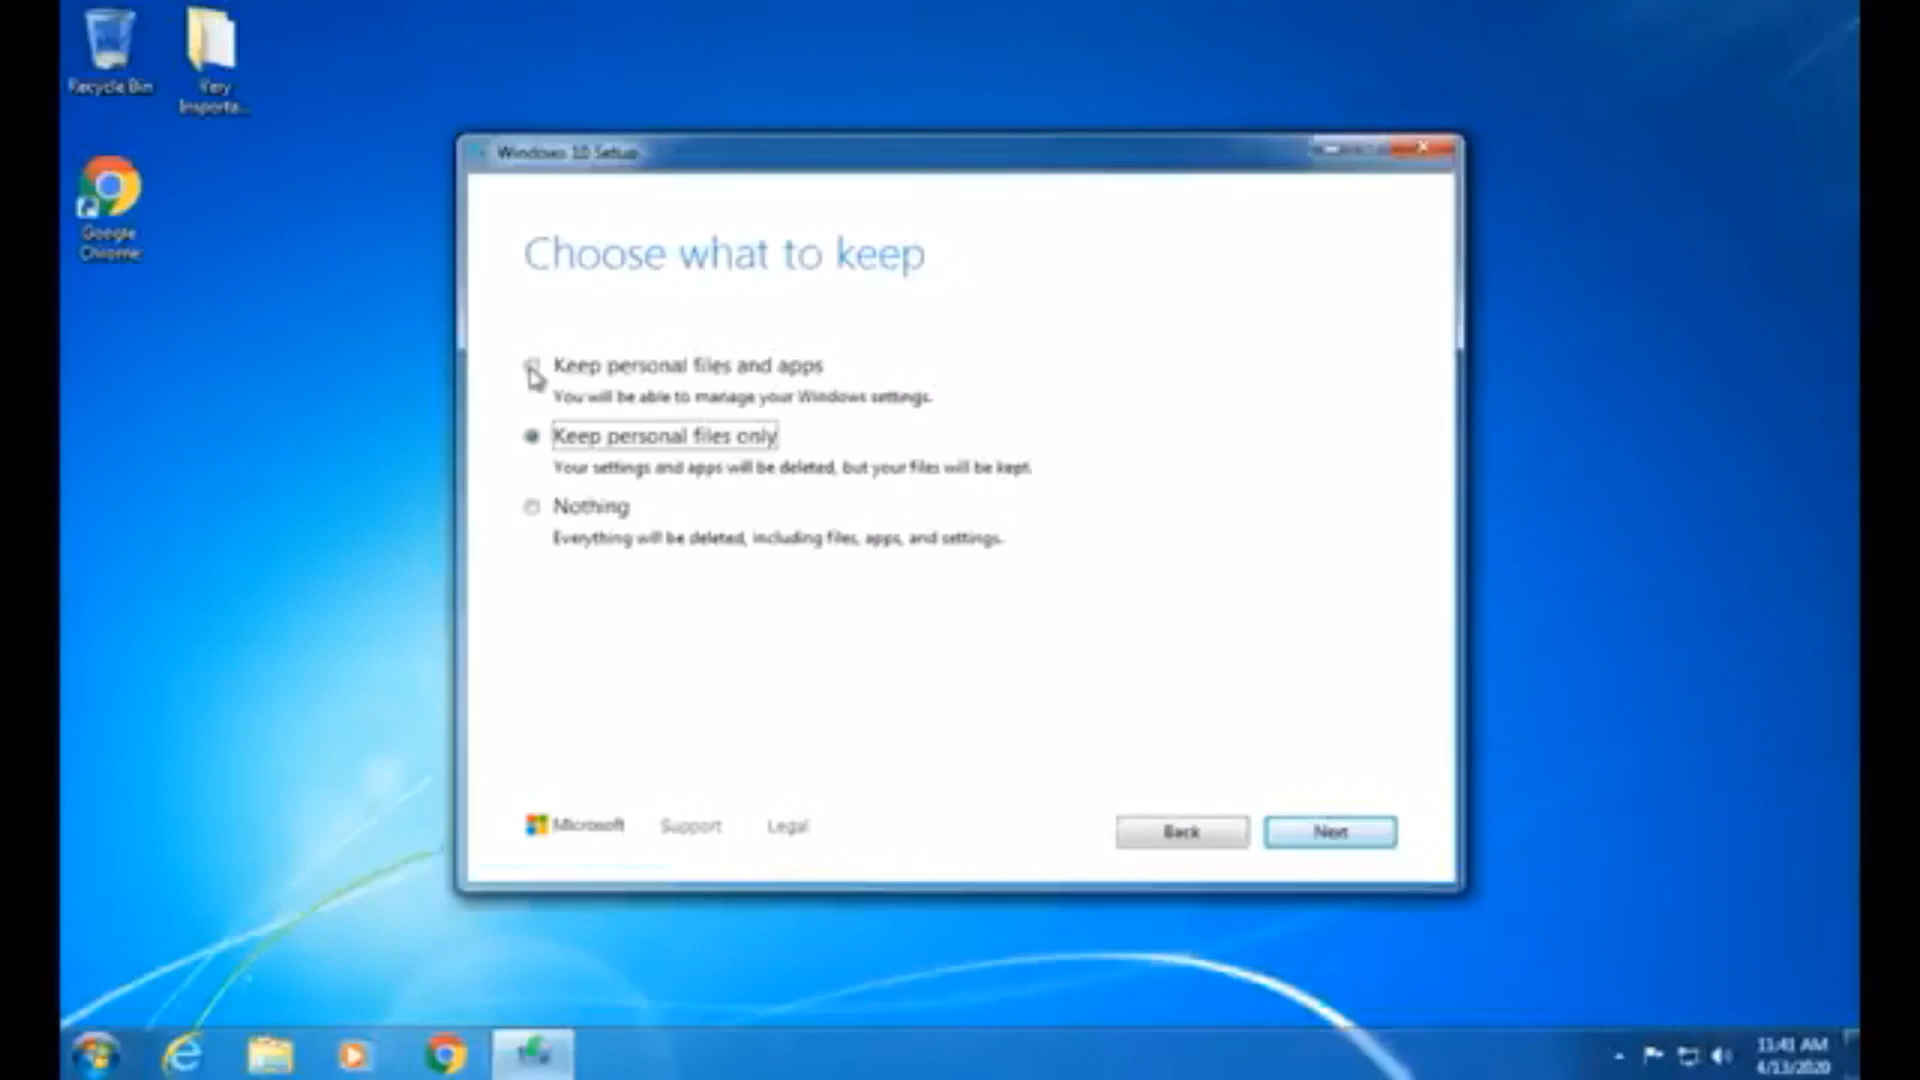 Recycle Bin
Very
Importa...
Google
Chrome
Windows 10 Setup
Choose what to keep
Keep personal files and apps
You will be able to manage your Windows settings.
Keep personal files only
Your settings and apps will be deleted, but your files will be kept.
Nothing
Everything will be deleted, including files, apps, and settings.
Microsoft Support Legal
Back Next
11:41 AM
4/13/2020